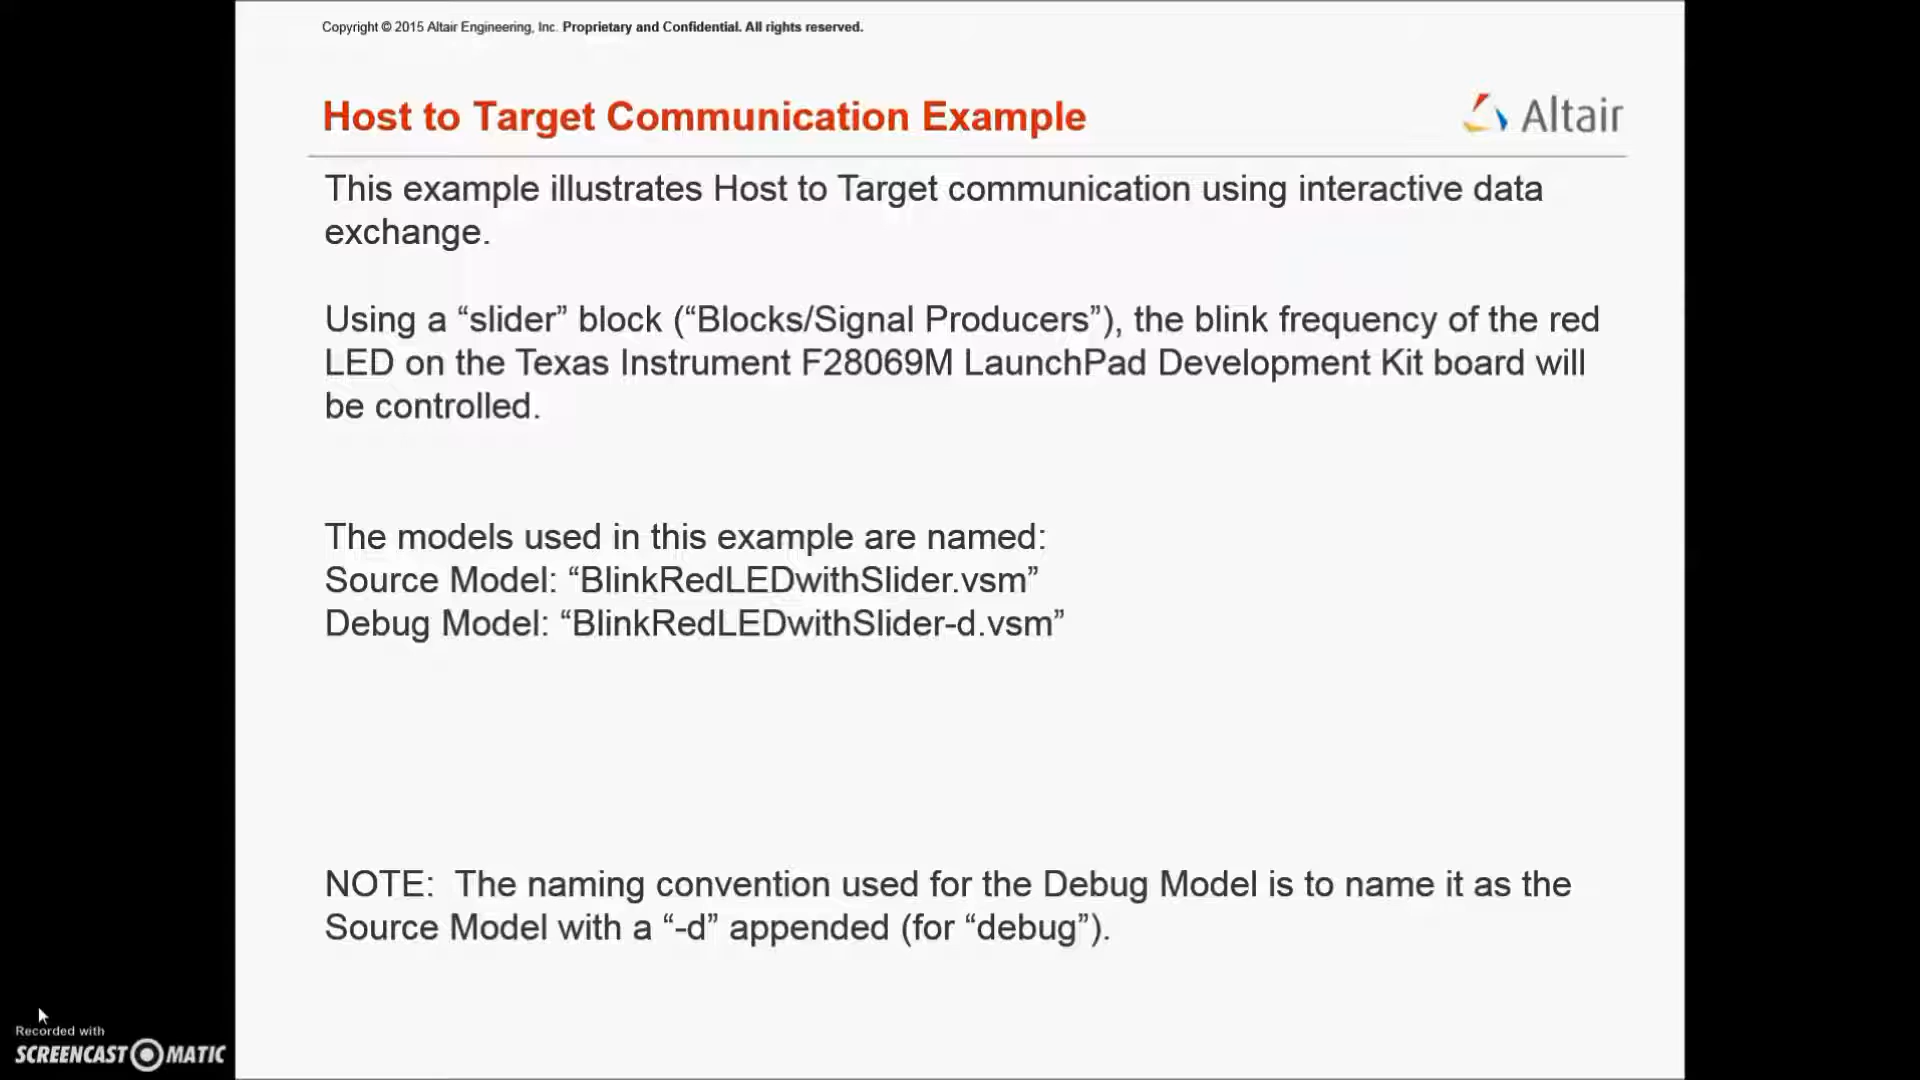 Copyright © 2015 Altair Engineering, Inc. Proprietary and Confidential. All rights reserved.
Host to Target Communication Example
Altair
This example illustrates Host to Target communication using interactive data
exchange.
Using a “slider” block (“Blocks/Signal Producers”), the blink frequency of the red
LED on the Texas Instrument F28069M LaunchPad Development Kit board will
be controlled.
The models used in this example are named:
Source Model: “BlinkRedLEDwithSlider.vsm”
Debug Model: “BlinkRedLEDwithSlider-d.vsm”
NOTE:  The naming convention used for the Debug Model is to name it as the
Source Model with a “-d” appended (for “debug”).
Recorded with
SCREENCAST MATIC